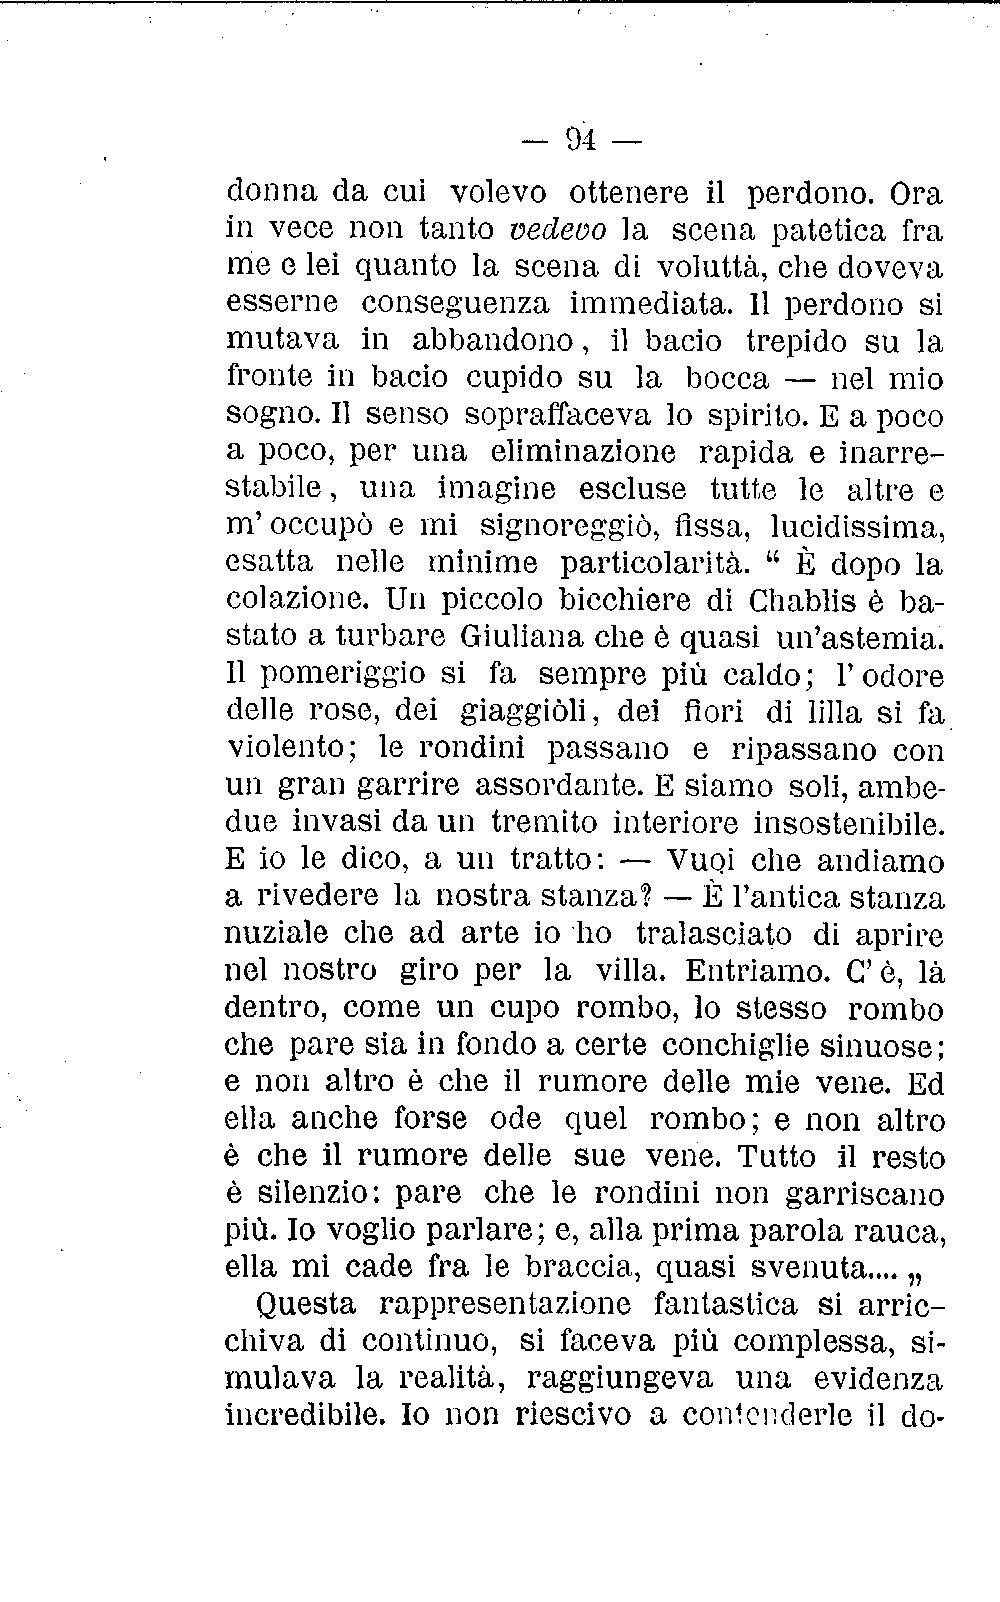 — 94 —
donna da cui volevo ottenere il perdono. Ora
in vece non tanto vedevo la scena patetica fra
me e lei quanto la scena di voluttà, che doveva
esserne conseguenza immediata. Il perdono si
mutava in abbandono, il bacio trepido su la
fronte in bacio cupido su la bocca — nel mio
sogno. Il senso sopraffaceva lo spirito. E a poco
a poco, per una eliminazione rapida e inarre-
stabile, una imagine escluse tutte le altre e
m' occupò e mi signoreggiò, fissa, lucidissima,
esatta nelle minime particolarità. “ È dopo la
colazione. Un piccolo bicchiere di Chablis è ba-
stato a turbare Giuliana che è quasi un'astemia.
Il pomeriggio si fa sempre più caldo; l' odore
delle rose, dei giaggiòli, dei fiori di lilla si fa
violento; le rondini passano e ripassano con
un gran garrire assordante. E siamo soli, ambe-
due invasi da un tremito interiore insostenibile.
E io le dico, a un tratto: — Vuoi che andiamo
a rivedere la nostra stanza? — È l'antica stanza
nuziale che ad arte io ho tralasciato di aprire
nel nostro giro per la villa. Entriamo. C' è, là
dentro, come un cupo rombo, lo stesso rombo
che pare sia in fondo a certe conchiglie sinuose;
e non altro è che il rumore delle mie vene. Ed
ella anche forse ode quel rombo; e non altro
è che il rumore delle sue vene. Tutto il resto
è silenzio: pare che le rondini non garriscano
più. Io voglio parlare; e, alla prima parola rauca,
ella mi cade fra le braccia, quasi svenuta.... „
Questa rappresentazione fantastica si arric-
chiva di continuo, si faceva più complessa, si-
mulava la realità, raggiungeva una evidenza
incredibile. Io non riescivo a contenderle il do-